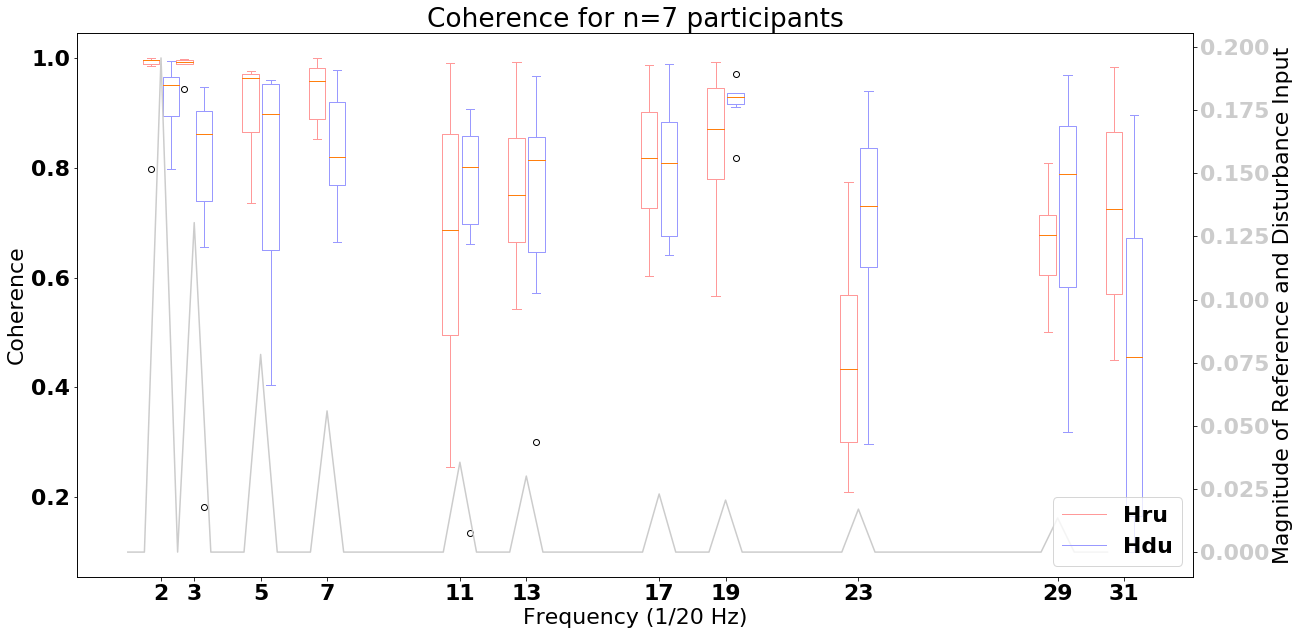 Coherence for n=7 participants
Coherence
1.0
0.8
0.6
0.4
0.2
0.200
0.175
0.150
0.125
0.100
0.075
0.050
0.025
0.000
Magnitude of Reference and Disturbance Input
Hru
Hdu
2 3 5 7 11 13 17 19 23 29 31
Frequency (1/20 Hz)